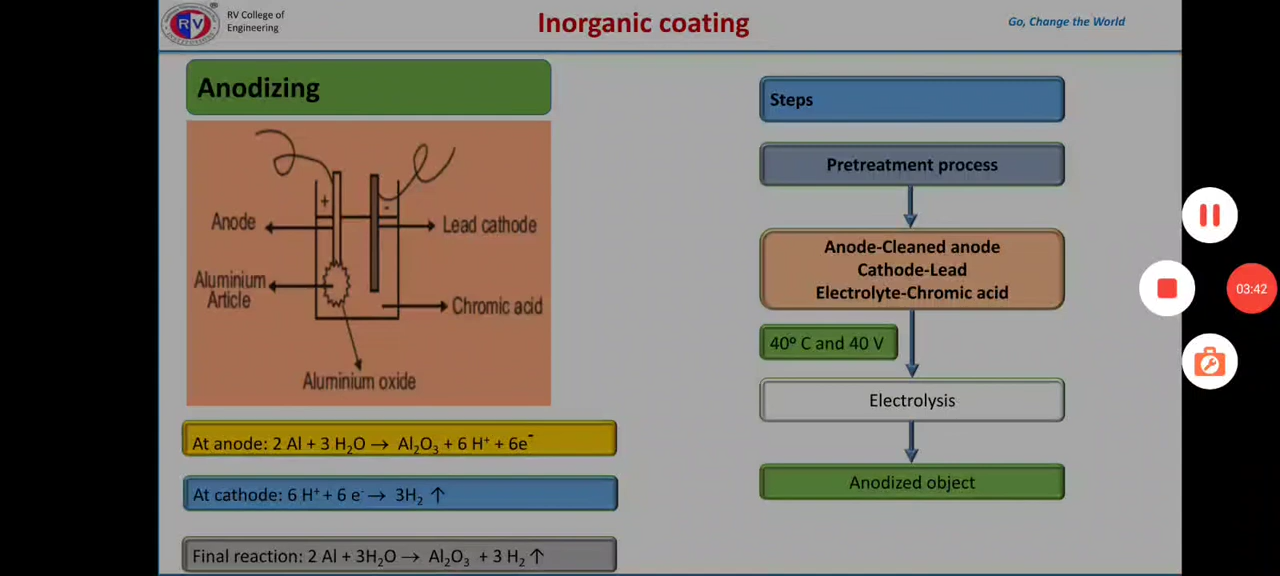 RV College of
Engineering
Inorganic coating
Go, Change the World
RV
Anodizing
Anode
+
-
Lead cathode
Aluminium
Article
Chromic acid
Aluminium oxide
At anode: 2 Al + 3 H₂O → Al₂O₃ + 6 H⁺ + 6e⁻
At cathode: 6 H⁺ + 6 e⁻ → 3H₂ ↑
Final reaction: 2 Al + 3H₂O → Al₂O₃ + 3 H₂ ↑
Steps
Pretreatment process
Anode-Cleaned anode
Cathode-Lead
Electrolyte-Chromic acid
40º C and 40 V
Electrolysis
Anodized object
03:42